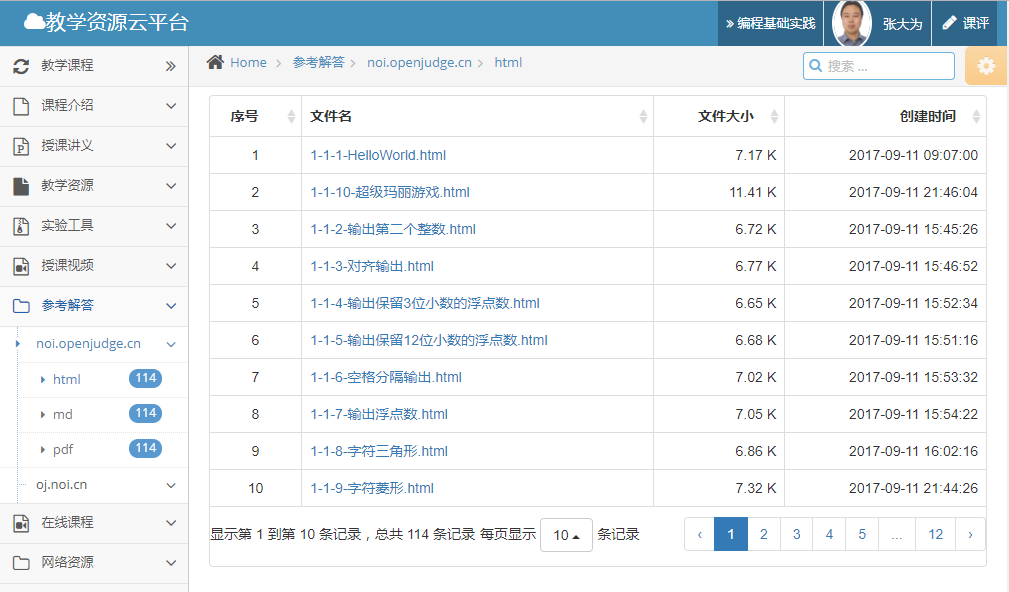 教学资源云平台
» 编程基础实践
张大为
课评
教学课程
课程介绍
授课讲义
教学资源
实验工具
授课视频
参考解答
noi.openjudge.cn
html 114
md 114
pdf 114
oj.noi.cn
在线课程
网络资源
Home › 参考解答 › noi.openjudge.cn › html
搜索 ...
序号 文件名 文件大小 创建时间
1 1-1-1-HelloWorld.html 7.17 K 2017-09-11 09:07:00
2 1-1-10-超级玛丽游戏.html 11.41 K 2017-09-11 21:46:04
3 1-1-2-输出第二个整数.html 6.72 K 2017-09-11 15:45:26
4 1-1-3-对齐输出.html 6.77 K 2017-09-11 15:46:52
5 1-1-4-输出保留3位小数的浮点数.html 6.65 K 2017-09-11 15:52:34
6 1-1-5-输出保留12位小数的浮点数.html 6.68 K 2017-09-11 15:51:16
7 1-1-6-空格分隔输出.html 7.02 K 2017-09-11 15:53:32
8 1-1-7-输出浮点数.html 7.05 K 2017-09-11 15:54:22
9 1-1-8-字符三角形.html 6.86 K 2017-09-11 16:02:16
10 1-1-9-字符菱形.html 7.32 K 2017-09-11 21:44:26
显示第 1 到第 10 条记录，总共 114 条记录 每页显示 10 条记录
‹ 1 2 3 4 5 ... 12 ›